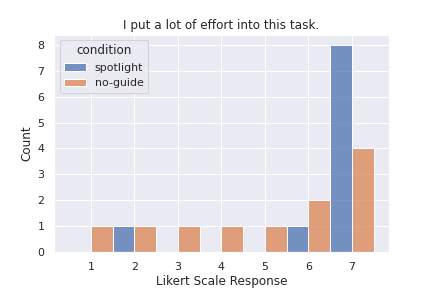 I put a lot of effort into this task.
condition
spotlight
no-guide
8
7
6
5
4
3
2
1
0
Count
1 2 3 4 5 6 7
Likert Scale Response